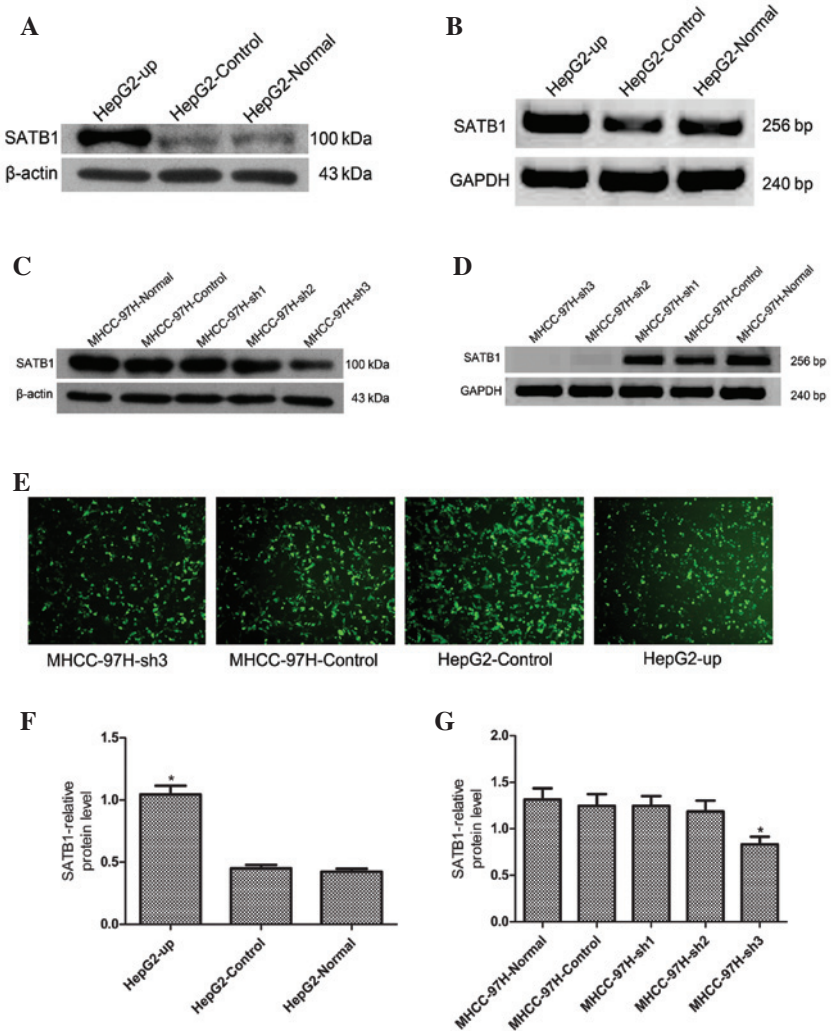 A
HepG2-up
HepG2-Control
HepG2-Normal
SATB1
100 kDa
β-actin
43 kDa
B
HepG2-up
HepG2-Control
HepG2-Normal
SATB1
256 bp
GAPDH
240 bp
C
MHCC-97H-Normal
MHCC-97H-Control
MHCC-97H-sh1
MHCC-97H-sh2
MHCC-97H-sh3
SATB1
100 kDa
β-actin
43 kDa
D
MHCC-97H-sh3
MHCC-97H-sh2
MHCC-97H-sh1
MHCC-97H-Control
MHCC-97H-Normal
SATB1
256 bp
GAPDH
240 bp
E
MHCC-97H-sh3
MHCC-97H-Control
HepG2-Control
HepG2-up
F
SATB1-relative
protein level
1.5
1.0
0.5
0.0
*
HepG2-up
HepG2-Control
HepG2-Normal
G
SATB1-relative
protein level
2.0
1.5
1.0
0.5
0.0
*
MHCC-97H-Normal
MHCC-97H-Control
MHCC-97H-sh1
MHCC-97H-sh2
MHCC-97H-sh3